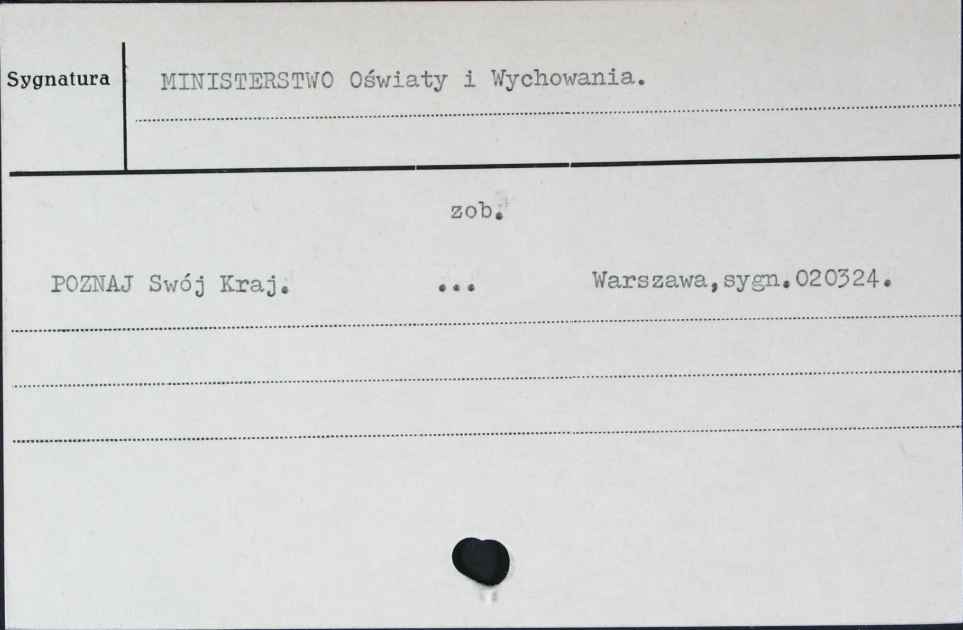 Sygnatura
MINISTERSTWO Oświaty i Wychowania.
zob.
POZNAJ Swój Kraj. ... Warszawa,sygn.020324.